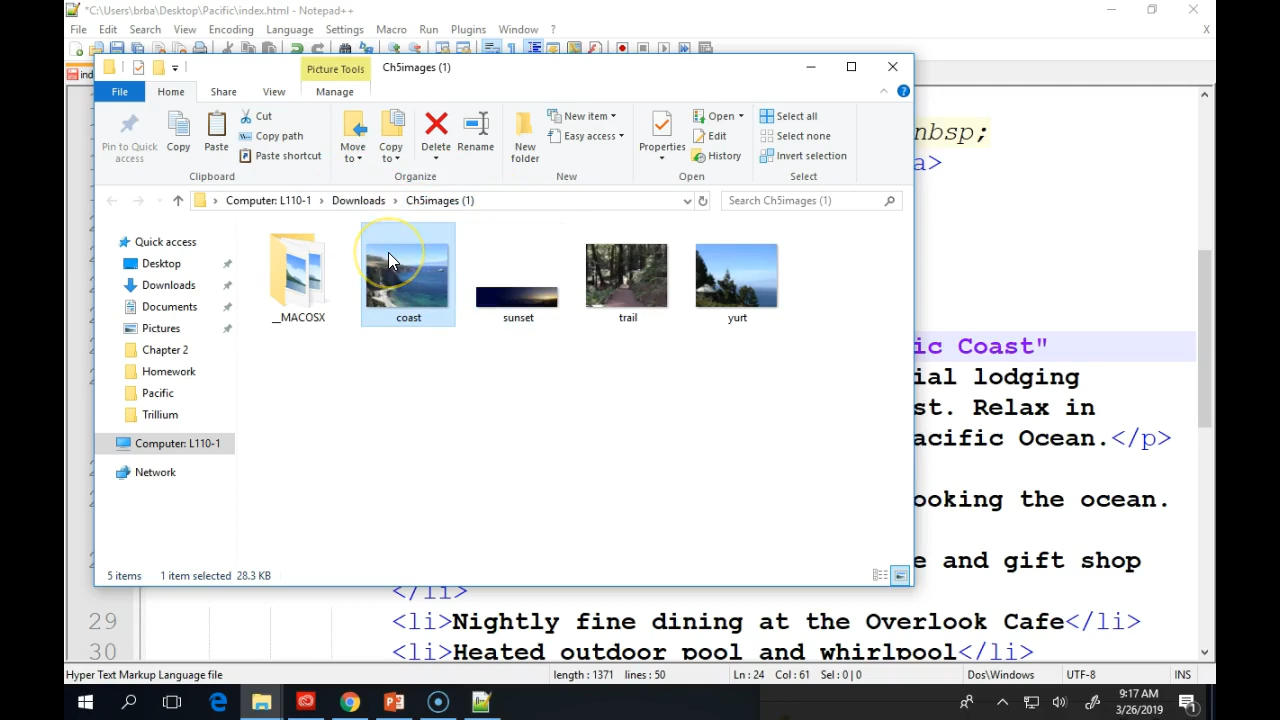 *C:\Users\brba\Desktop\Pacific\index.html - Notepad++
File Edit Search View Encoding Language Settings Macro Run Plugins Window ?
X
ind
Picture Tools
Ch5images (1)
File Home Share View Manage
Pin to Quick access
Copy
Paste
Cut
Copy path
Paste shortcut
Clipboard
Move to
Copy to
Delete
Rename
Organize
New folder
New item
Easy access
New
Properties
Open
Edit
History
Open
Select all
Select none
Invert selection
Select
nbsp;
a>
Computer: L110-1 > Downloads > Ch5images (1)
Search Ch5images (1)
Quick access
Desktop
Downloads
Documents
Pictures
Chapter 2
Homework
Pacific
Trillium
Computer: L110-1
Network
__MACOSX
coast
sunset
trail
yurt
ic Coast"
ial lodging
st. Relax in
acific Ocean.</p>
ooking the ocean.
e and gift shop
5 items 1 item selected 28.3 KB
</li>
29 <li>Nightly fine dining at the Overlook Cafe</li>
30 <li>Heated outdoor pool and whirlpool</li>
Hyper Text Markup Language file length : 1371 lines : 50 Ln : 24 Col : 61 Sel : 0 | 0 Dos\Windows UTF-8 INS
9:17 AM
3/26/2019
1